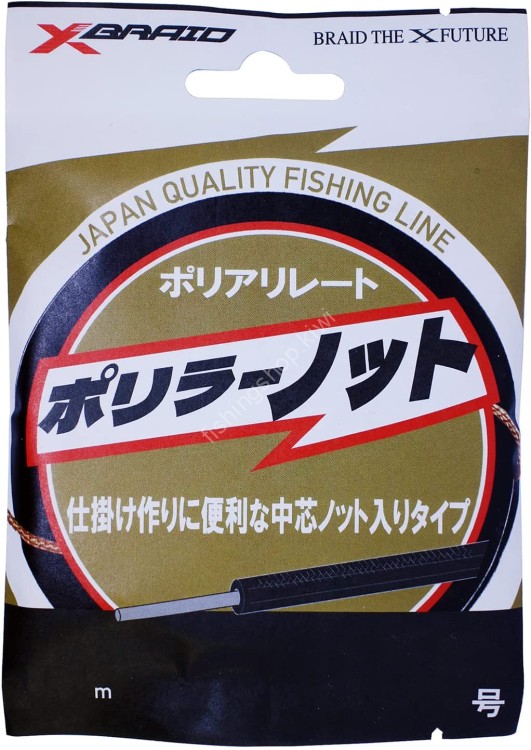 X-BRAID
BRAID THE X FUTURE
JAPAN QUALITY FISHING LINE
ポリアリレート
ポリラーノット
仕掛け作りに便利な中芯ノット入りタイプ
fishingshop.kiwi
m
号